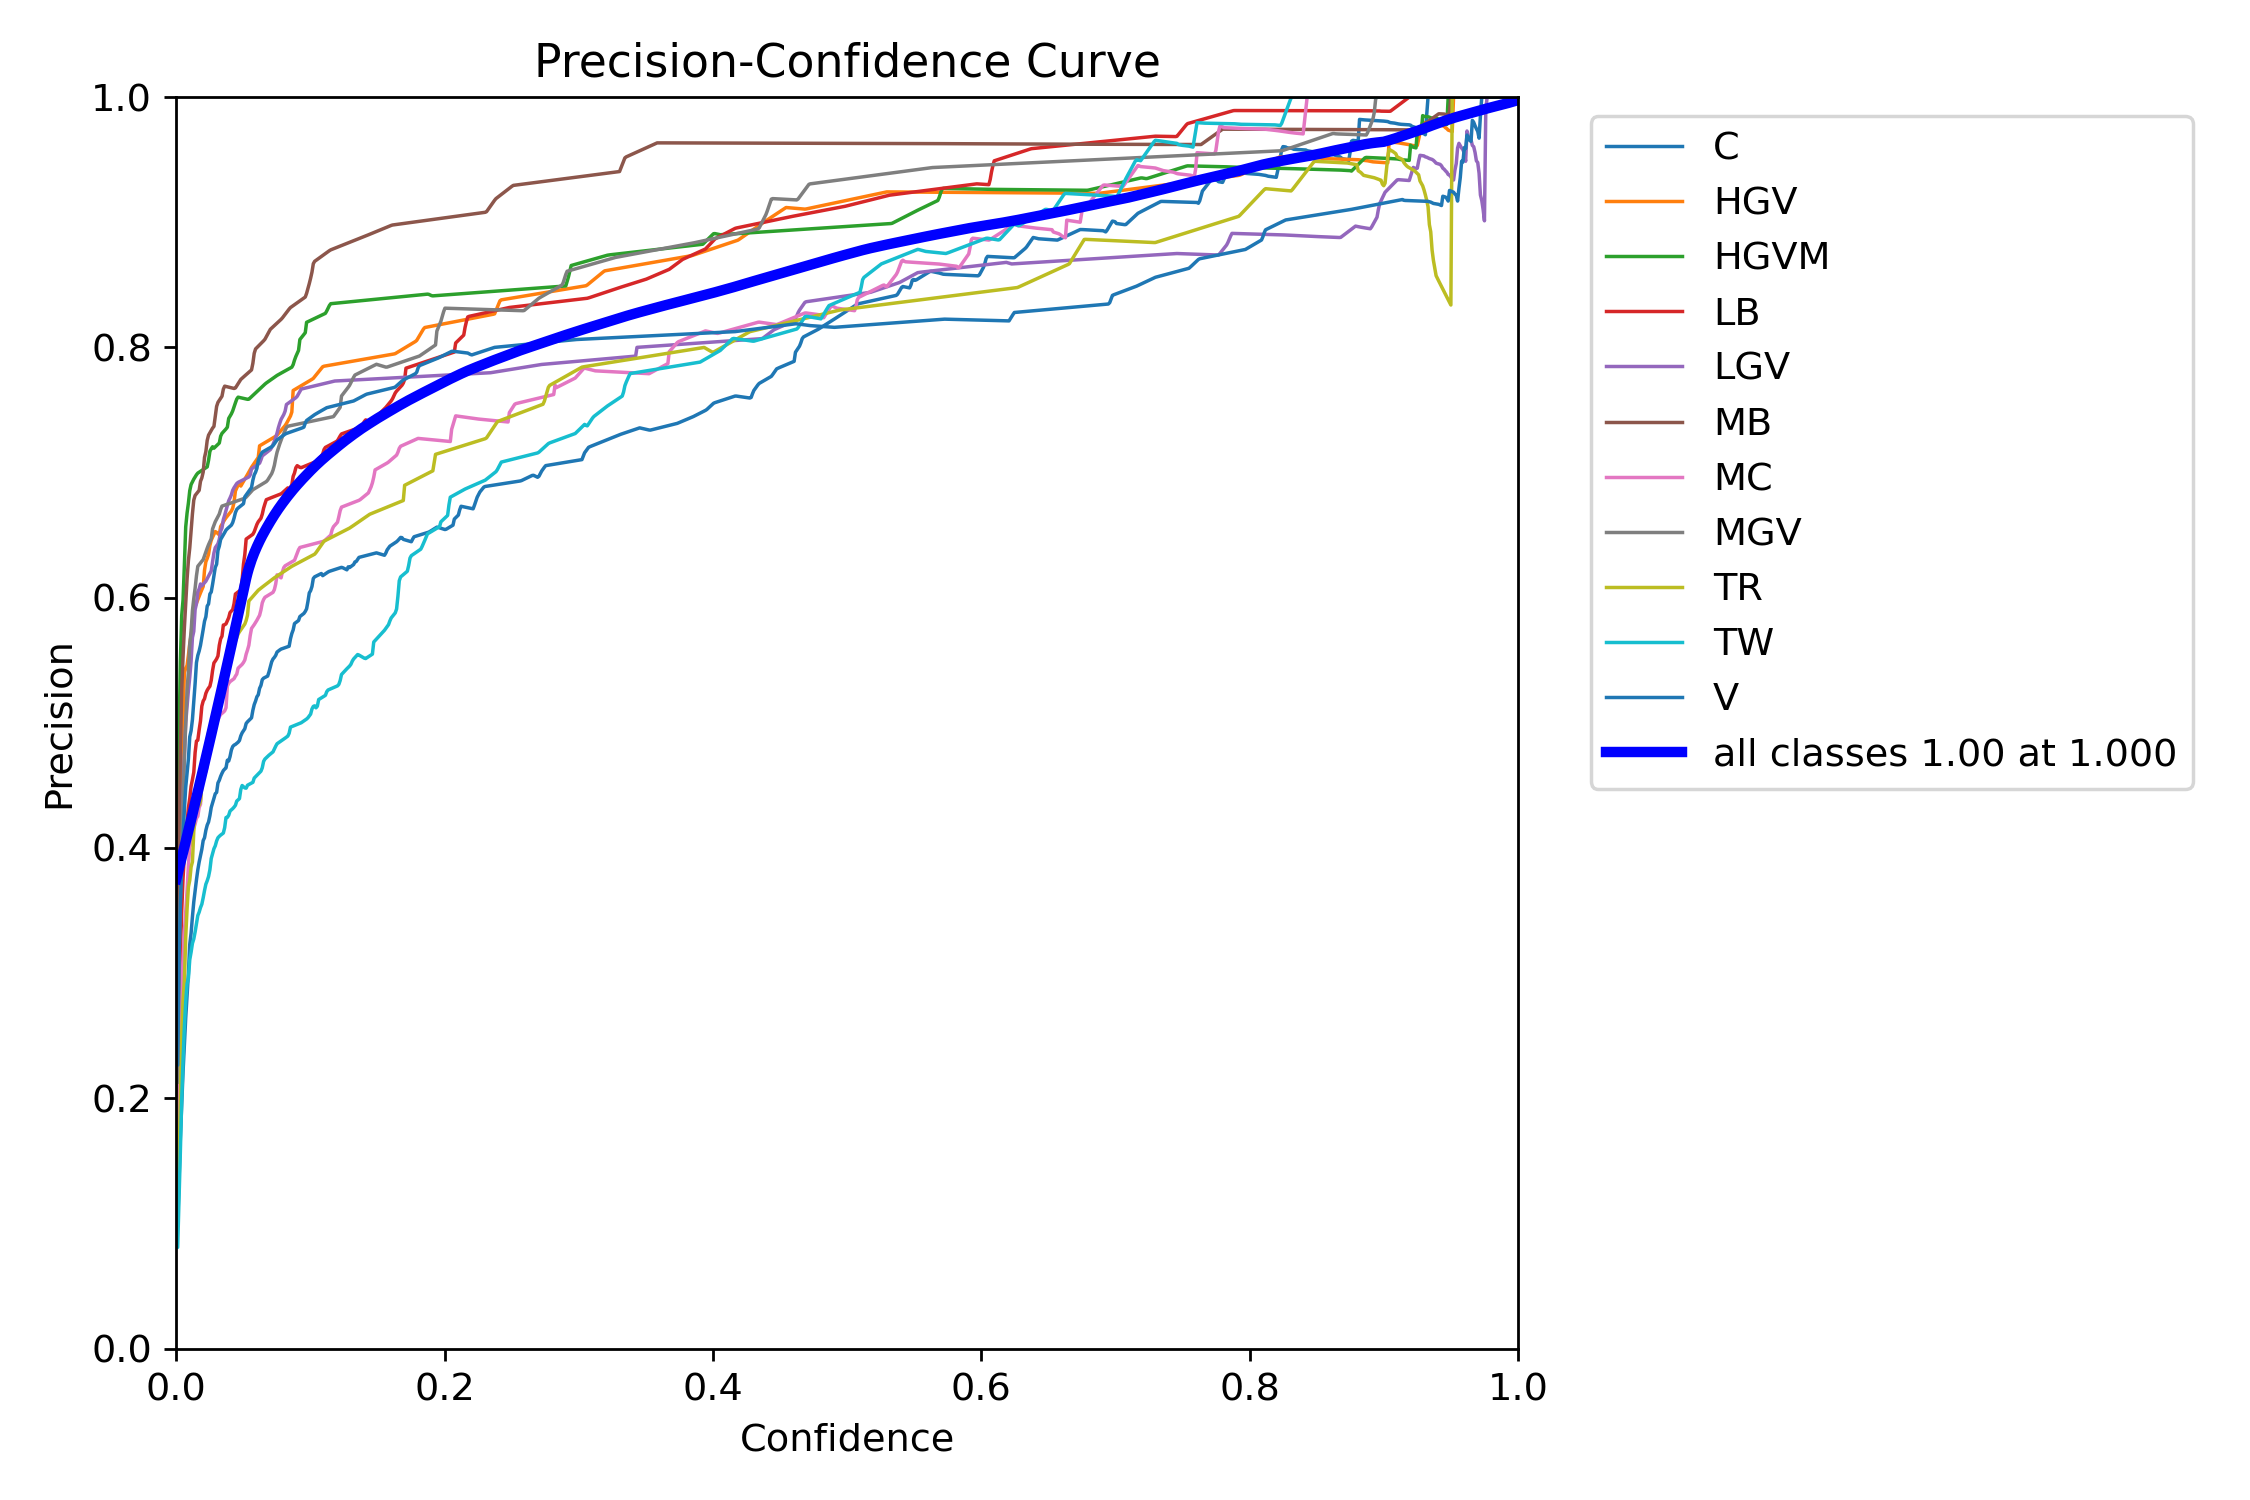 Precision-Confidence Curve
1.0
0.8
0.6
0.4
0.2
0.0
Precision
0.0 0.2 0.4 0.6 0.8 1.0
Confidence
C
HGV
HGVM
LB
LGV
MB
MC
MGV
TR
TW
V
all classes 1.00 at 1.000